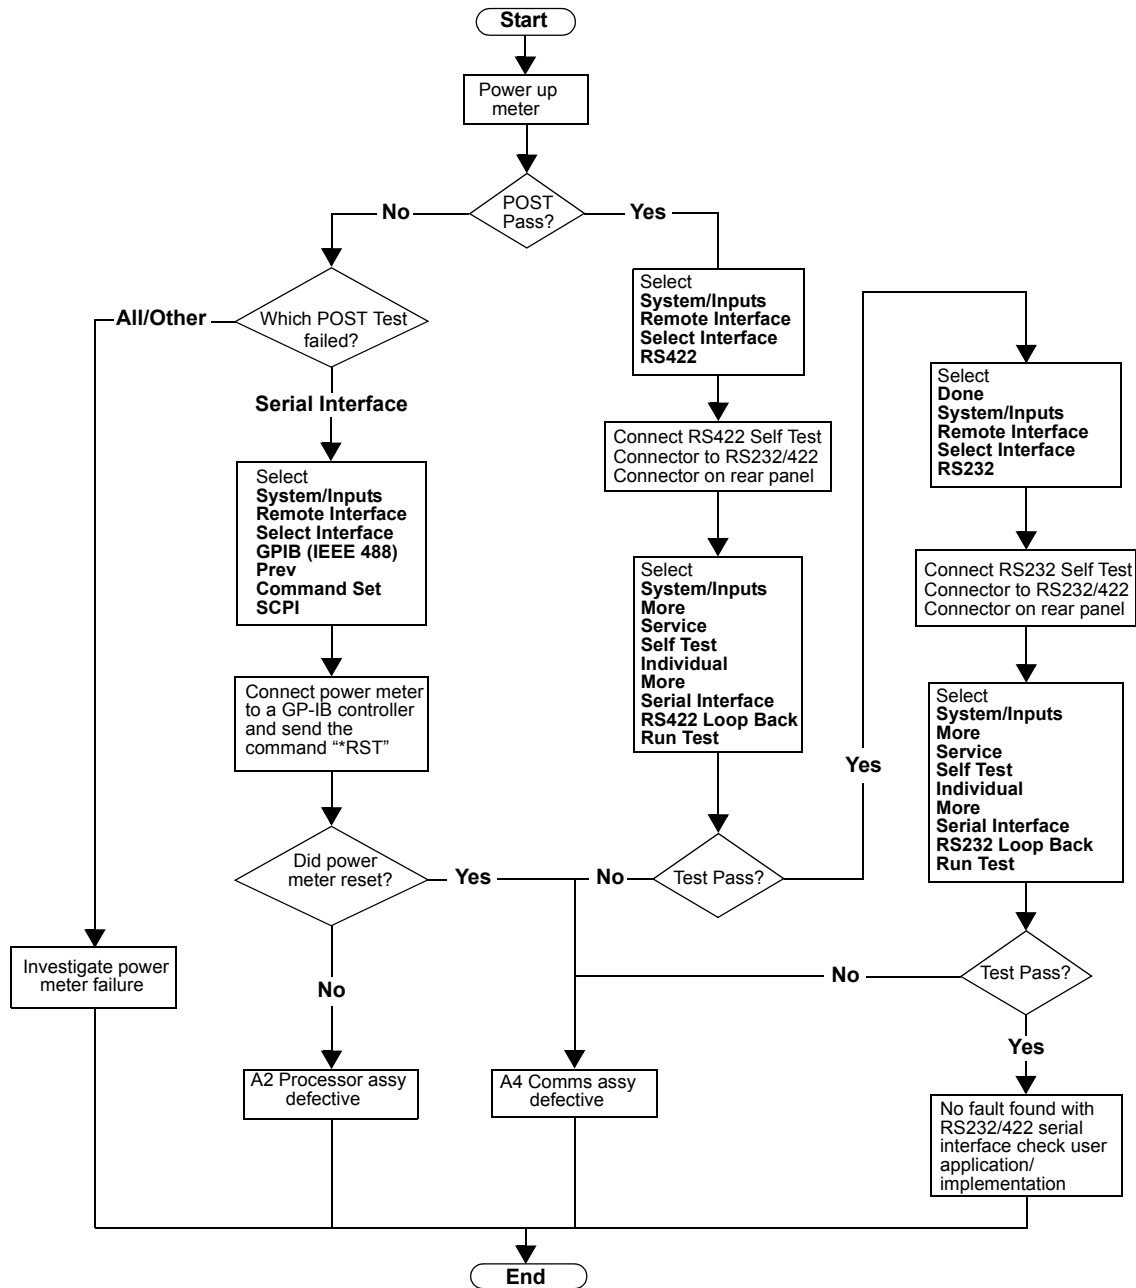 Start
Power up
meter
POST
Pass?
No
Yes
Which POST Test
failed?
All/Other
Serial Interface
Select
System/Inputs
Remote Interface
Select Interface
GPIB (IEEE 488)
Prev
Command Set
SCPI
Connect power meter
to a GP-IB controller
and send the
command “*RST”
Did power
meter reset?
Yes
No
Investigate power
meter failure
A2 Processor assy
defective
A4 Comms assy
defective
Select
System/Inputs
Remote Interface
Select Interface
RS422
Connect RS422 Self Test
Connector to RS232/422
Connector on rear panel
Select
System/Inputs
More
Service
Self Test
Individual
More
Serial Interface
RS422 Loop Back
Run Test
Test Pass?
No
Yes
Select
Done
System/Inputs
Remote Interface
Select Interface
RS232
Connect RS232 Self Test
Connector to RS232/422
Connector on rear panel
Select
System/Inputs
More
Service
Self Test
Individual
More
Serial Interface
RS232 Loop Back
Run Test
Test Pass?
No
Yes
No fault found with
RS232/422 serial
interface check user
application/
implementation
End